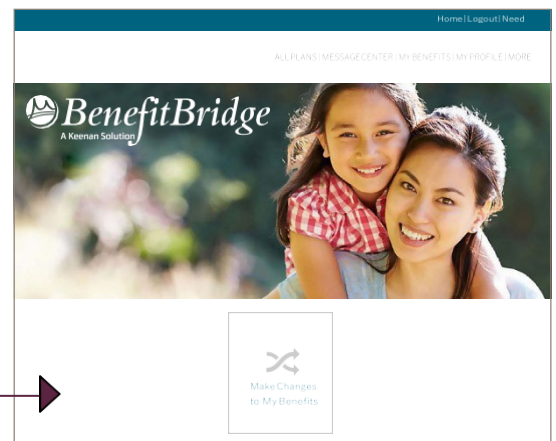 Home|Logout|Need
ALL PLANS | MESSAGE CENTER | MY BENEFITS | MY PROFILE | MORE
BenefitBridge
A Keenan Solution
Make Changes
to My Benefits